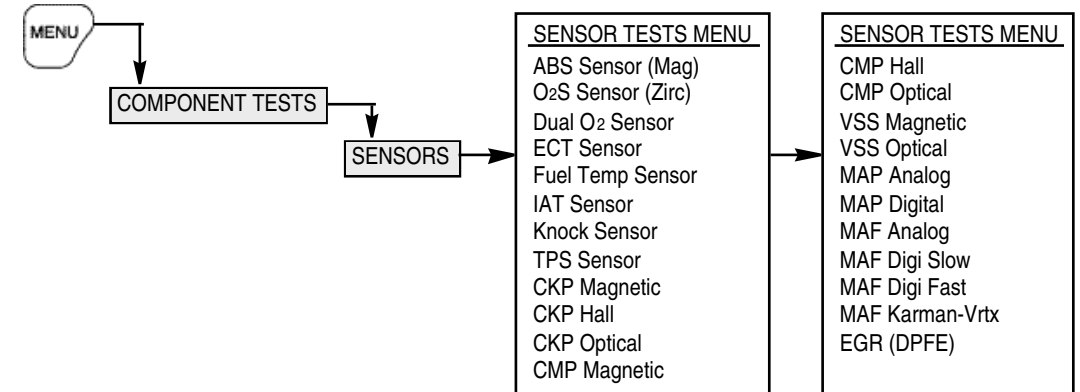 MENU
COMPONENT TESTS
SENSORS
SENSOR TESTS MENU
ABS Sensor (Mag)
O2S Sensor (Zirc)
Dual O2 Sensor
ECT Sensor
Fuel Temp Sensor
IAT Sensor
Knock Sensor
TPS Sensor
CKP Magnetic
CKP Hall
CKP Optical
CMP Magnetic
SENSOR TESTS MENU
CMP Hall
CMP Optical
VSS Magnetic
VSS Optical
MAP Analog
MAP Digital
MAF Analog
MAF Digi Slow
MAF Digi Fast
MAF Karman-Vrtx
EGR (DPFE)